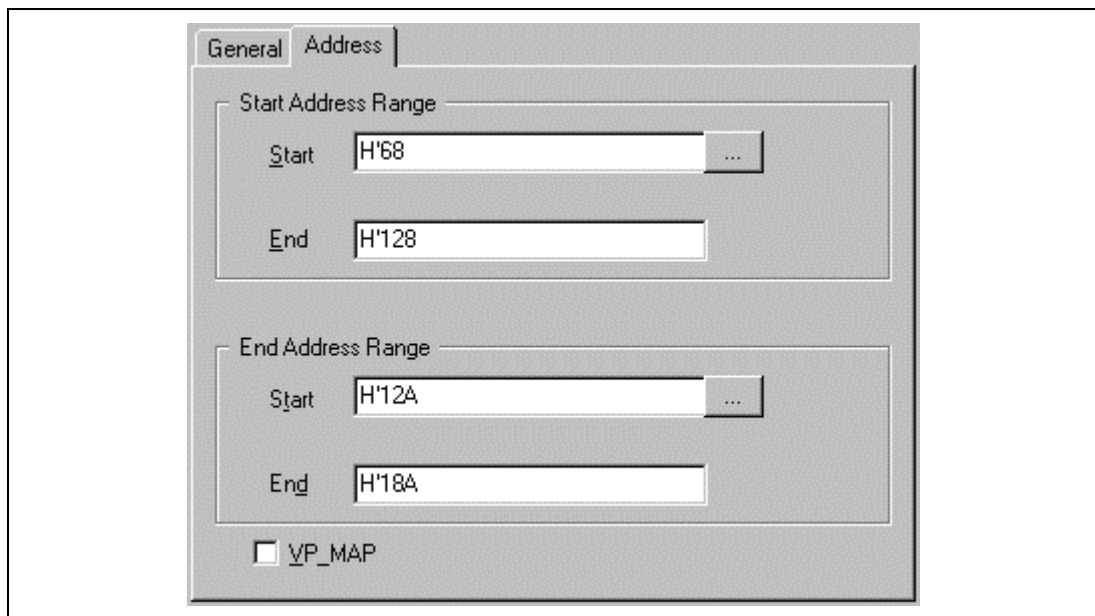 General Address
Start Address Range
Start H'68 ...
End H'128
End Address Range
Start H'12A ...
End H'18A
VP_MAP